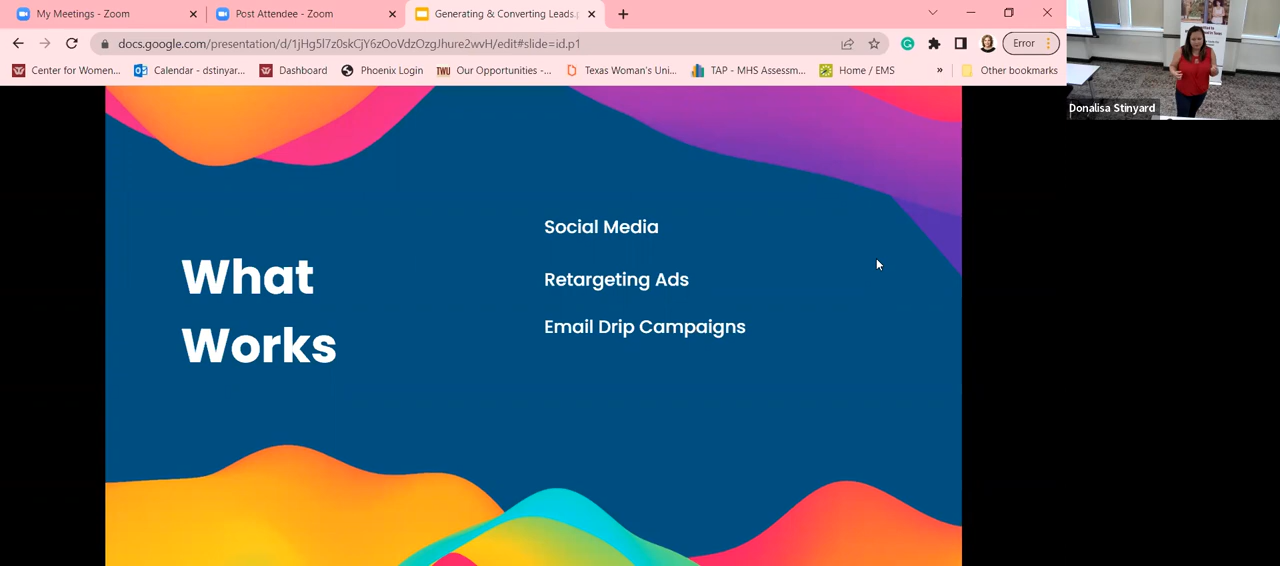 My Meetings - Zoom
Post Attendee - Zoom
Generating & Converting Leads.
docs.google.com/presentation/d/1jHg5I7z0skCjY6zOoVdzOzgJhure2wvH/edit#slide=id.p1
Error
Center for Women...
Calendar - dstinyar...
Dashboard
Phoenix Login
TWU Our Opportunities -...
Texas Woman's Uni...
TAP - MHS Assessm...
Home / EMS
»
Other bookmarks
Donalisa Stinyard
What
Works
Social Media
Retargeting Ads
Email Drip Campaigns